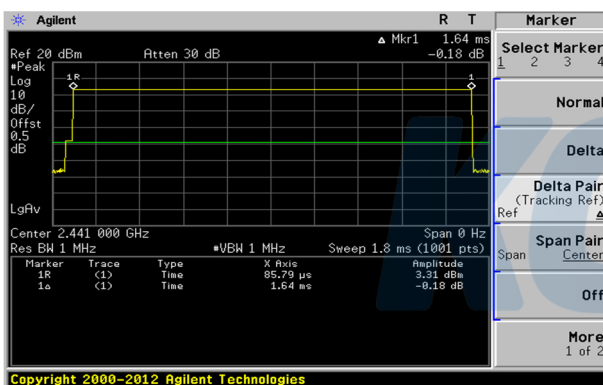 Agilent R T
Marker
Δ Mkr1 1.64 ms
Ref 20 dBm Atten 30 dB -0.18 dB
#Peak
Log
10
dB/
Offst
0.5
dB
1R
1
LgAv
Center 2.441 000 GHz Span 0 Hz
Res BW 1 MHz #VBW 1 MHz Sweep 1.8 ms (1001 pts)
Marker Trace Type X Axis Amplitude
1R (1) Time 85.79 µs 3.31 dBm
1Δ (1) Time 1.64 ms -0.18 dB
Select Marker
1 2 3 4
Normal
Delta
Delta Pair
(Tracking Ref)
Ref Δ
Span Pair
Span Center
Off
More
1 of 2
Copyright 2000-2012 Agilent Technologies